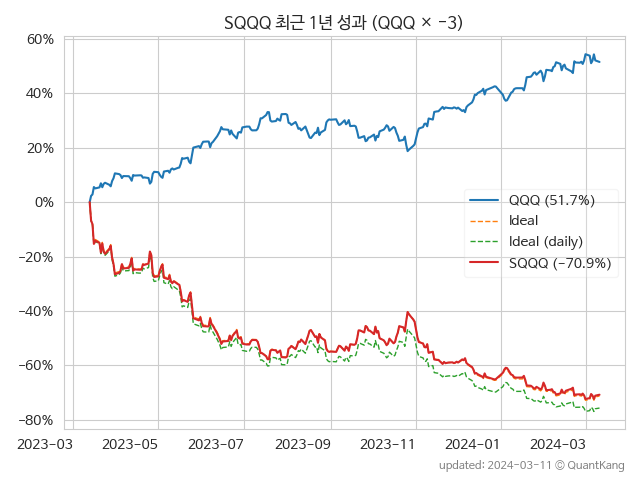 SQQQ 최근 1년 성과 (QQQ × −3)
60%
40%
20%
0%
−20%
−40%
−60%
−80%
QQQ (51.7%)
Ideal
Ideal (daily)
SQQQ (−70.9%)
2023−03 2023−05 2023−07 2023−09 2023−11 2024−01 2024−03
updated: 2024−03−11 © QuantKang